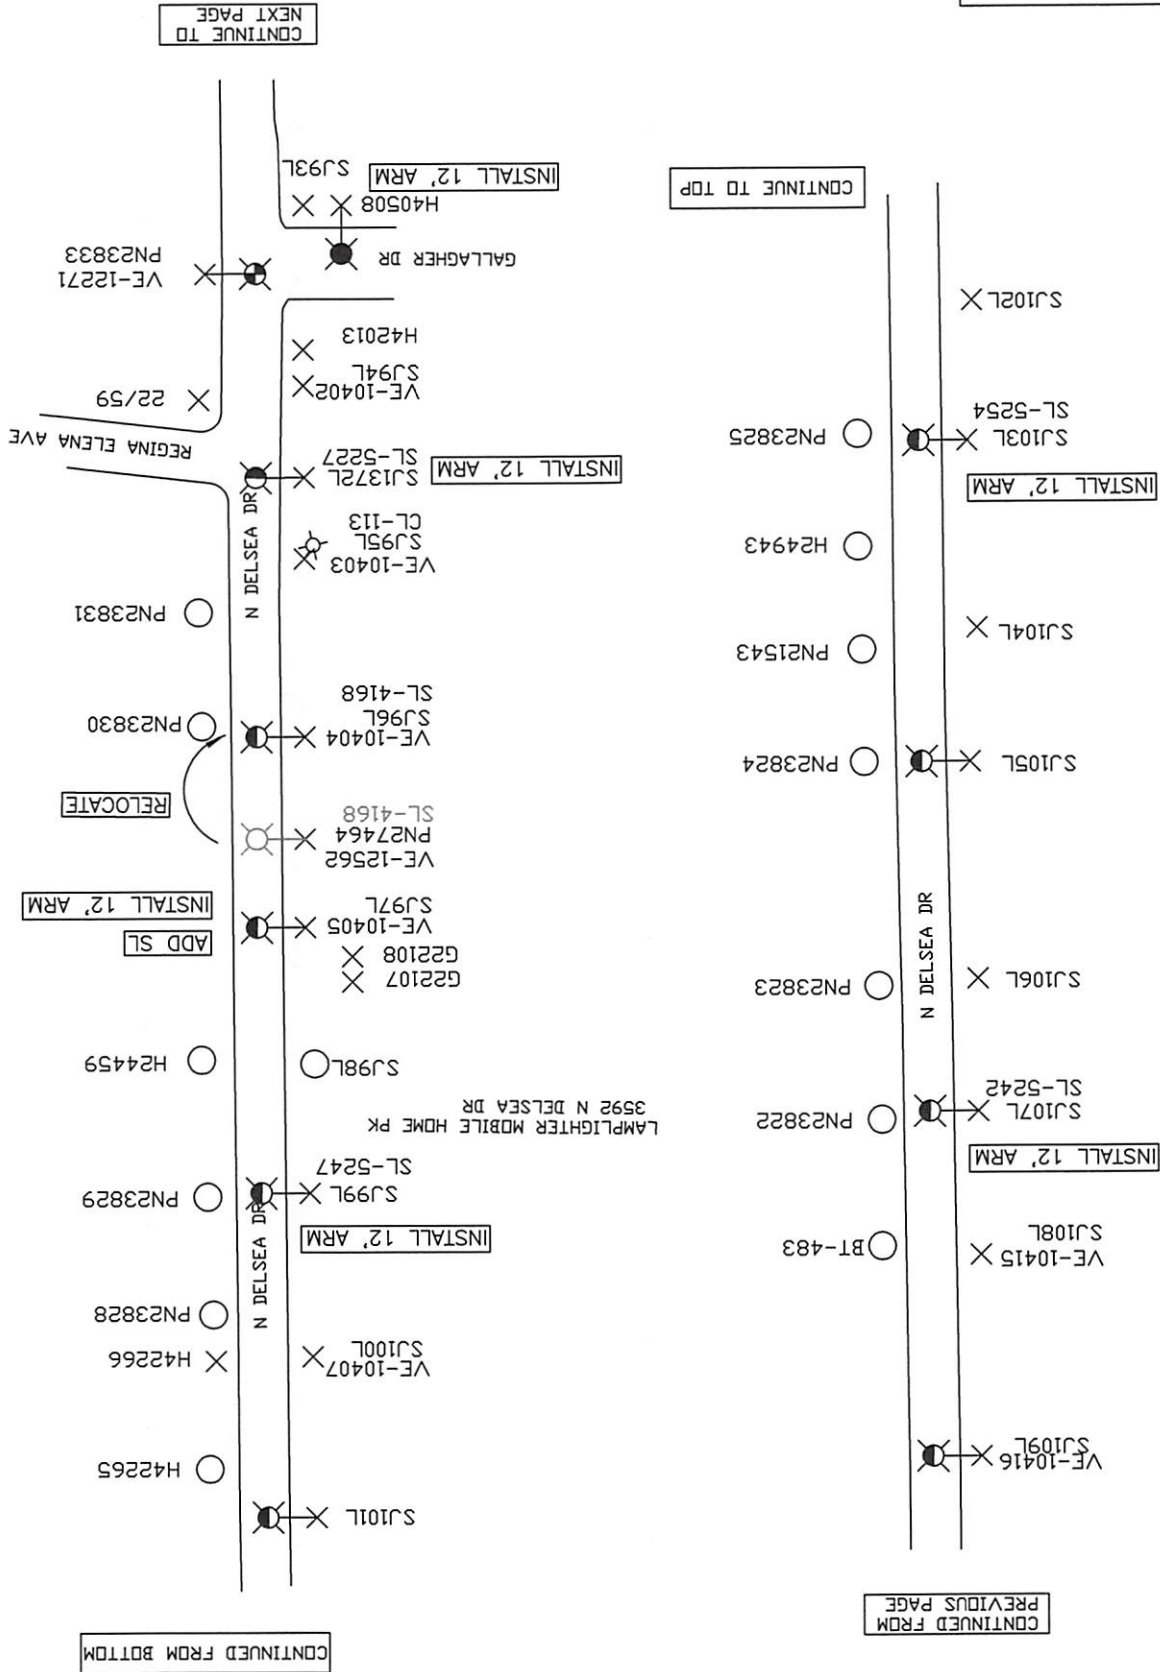 CONTINUED FROM
PREVIOUS PAGE
VE-10416
SJ109L
VE-10415
SJ108L
BT-483
INSTALL 12' ARM
SJ107L
SL-5242
PN23822
SJ106L
PN23823
N DELSEA DR
SJ105L
PN23824
SJ104L
PN21543
H24943
INSTALL 12' ARM
SJ103L
SL-5254
PN23825
SJ102L
CONTINUE TO TOP
CONTINUED FROM BOTTOM
SJ101L
H42265
VE-10407
SJ100L
H42266
PN23828
N DELSEA DR
INSTALL 12' ARM
SJ99L
SL-5247
PN23829
LAMPLIGHTER MOBILE HOME PK
3592 N DELSEA DR
SJ98L
H24459
G22107
G22108
ADD SL
INSTALL 12' ARM
VE-10405
SJ97L
VE-12562
PN27464
SL-4168
RELOCATE
VE-10404
SJ96L
SL-4168
PN23830
PN23831
N DELSEA DR
VE-10403
SJ95L
CL-113
INSTALL 12' ARM
SJ1372L
SL-5227
REGINA ELENA AVE
22/59
VE-10402
SJ94L
H42013
VE-12271
PN23833
GALLAGHER DR
H40508
SJ93L
INSTALL 12' ARM
CONTINUE TO
NEXT PAGE